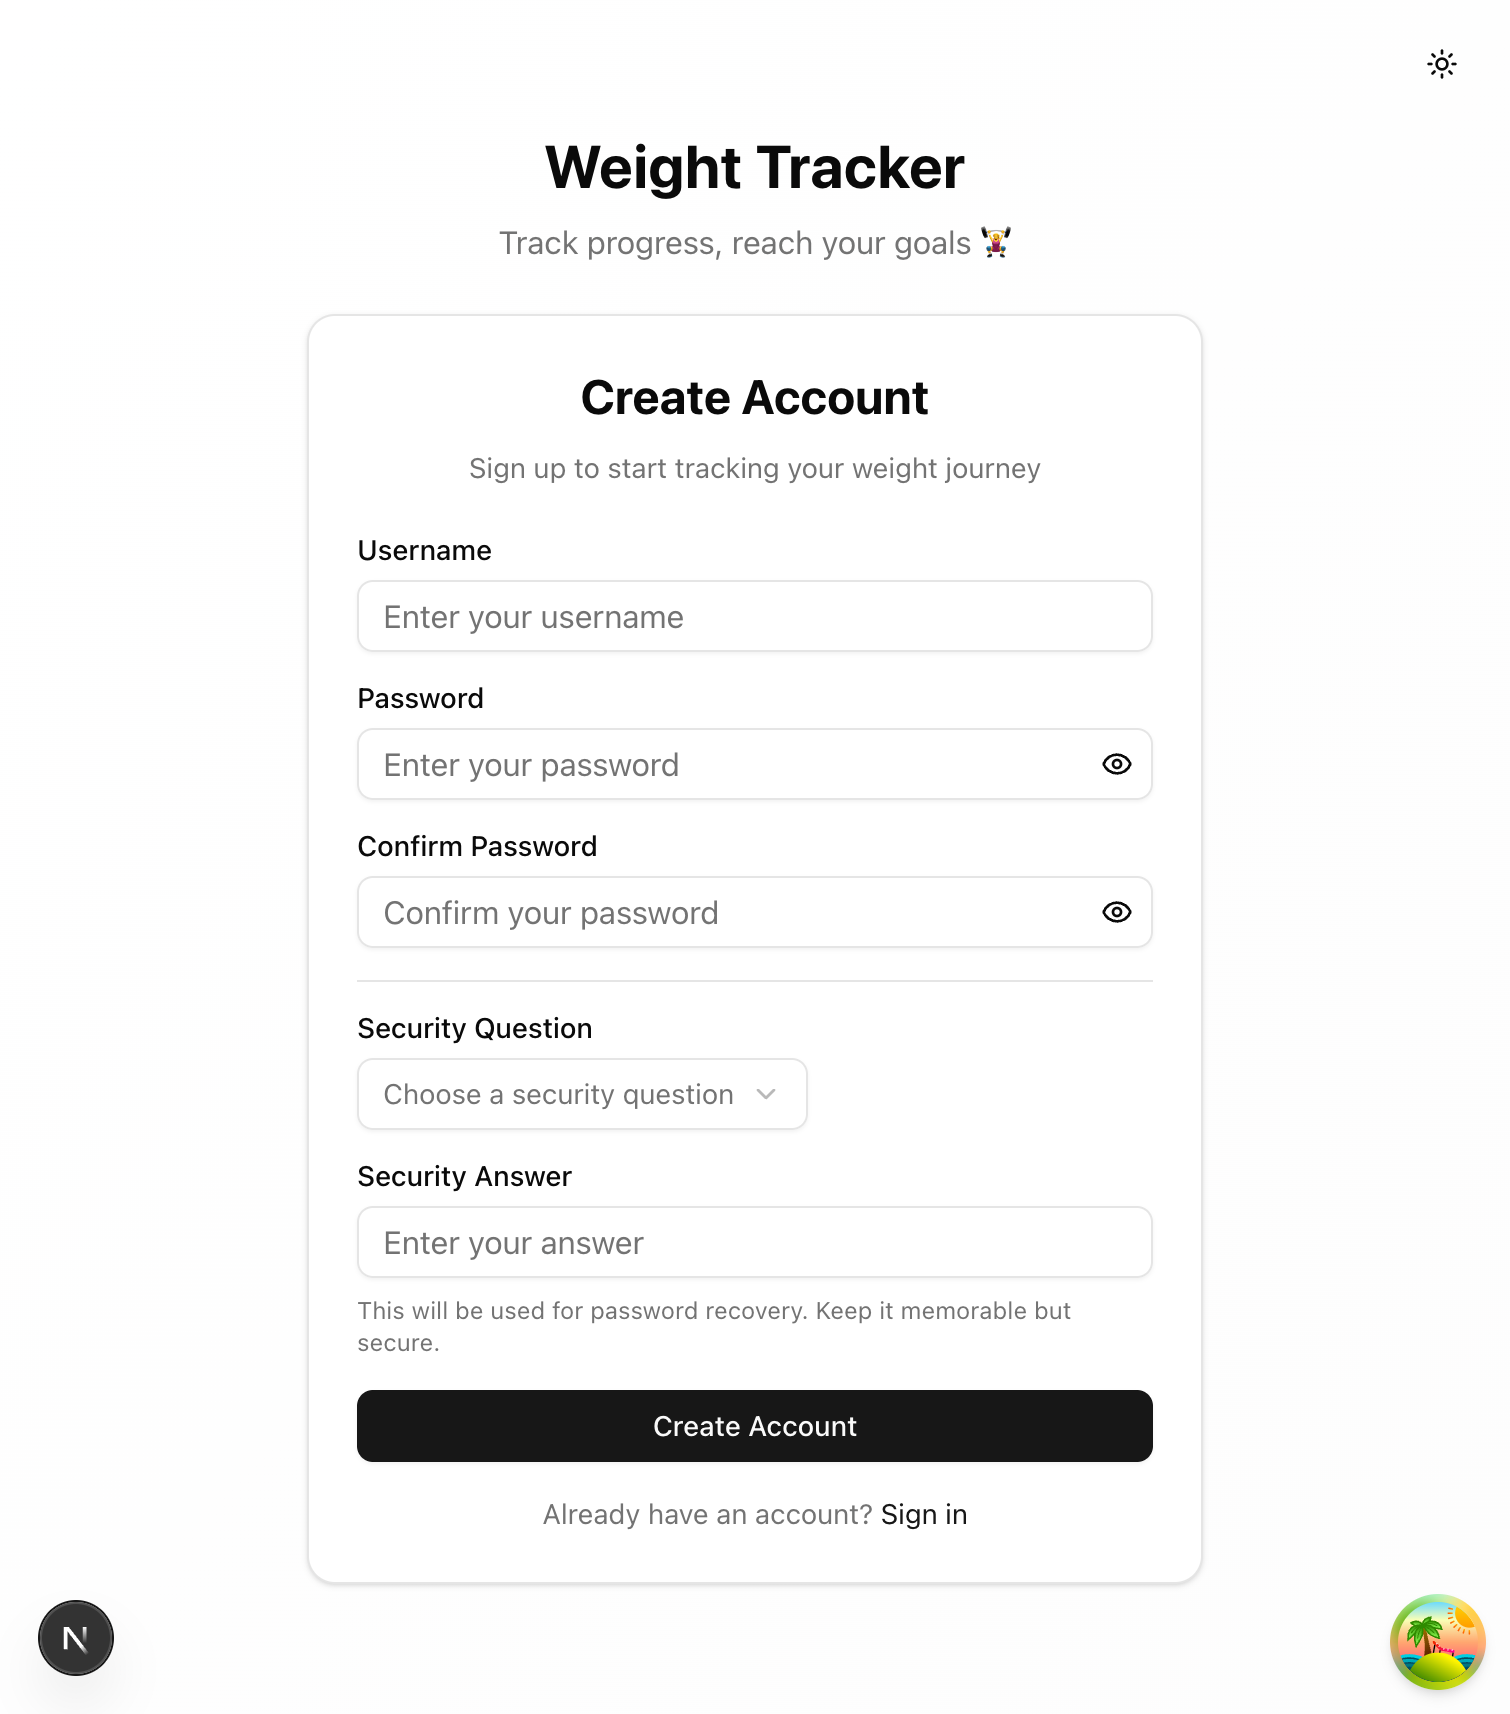 Weight Tracker
Track progress, reach your goals 🏋️‍♀️
Create Account
Sign up to start tracking your weight journey
Username
Enter your username
Password
Enter your password
Confirm Password
Confirm your password
Security Question
Choose a security question
Security Answer
Enter your answer
This will be used for password recovery. Keep it memorable but
secure.
Create Account
Already have an account? Sign in
N